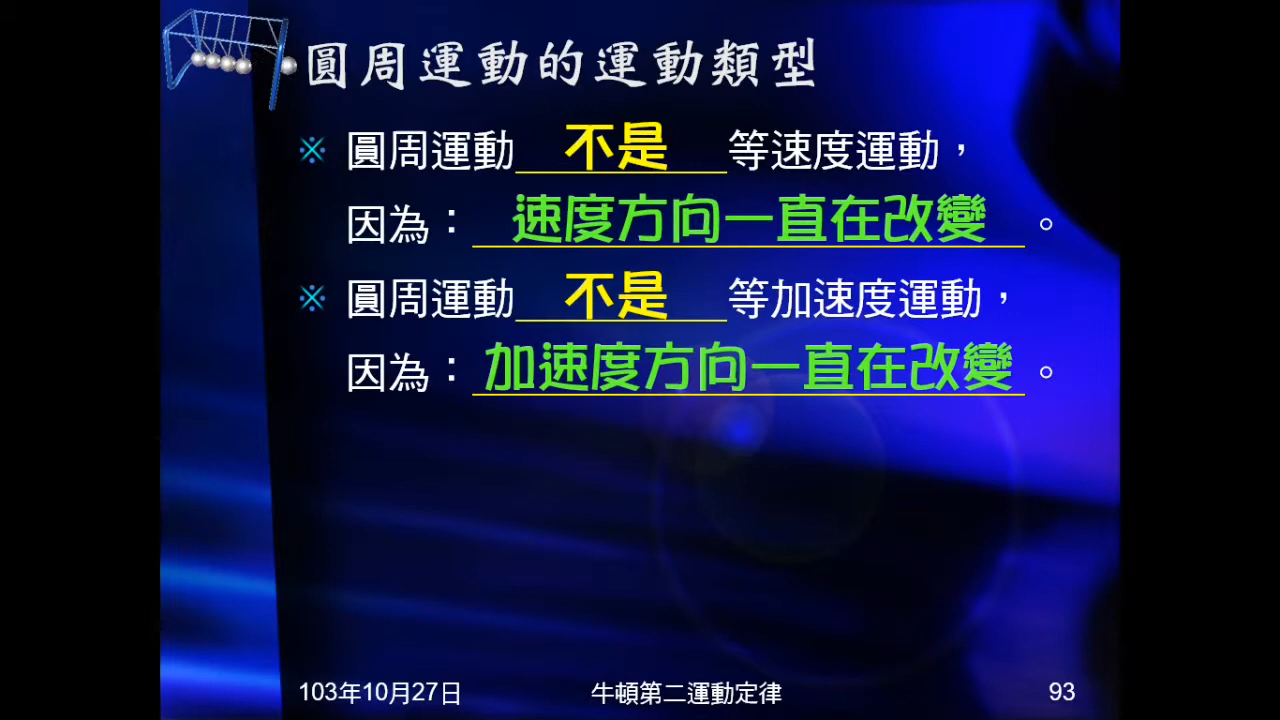 圓周運動的運動類型
※ 圓周運動 不是 等速度運動，
因為： 速度方向一直在改變 。
※ 圓周運動 不是 等加速度運動，
因為： 加速度方向一直在改變 。
103年10月27日 牛頓第二運動定律 93